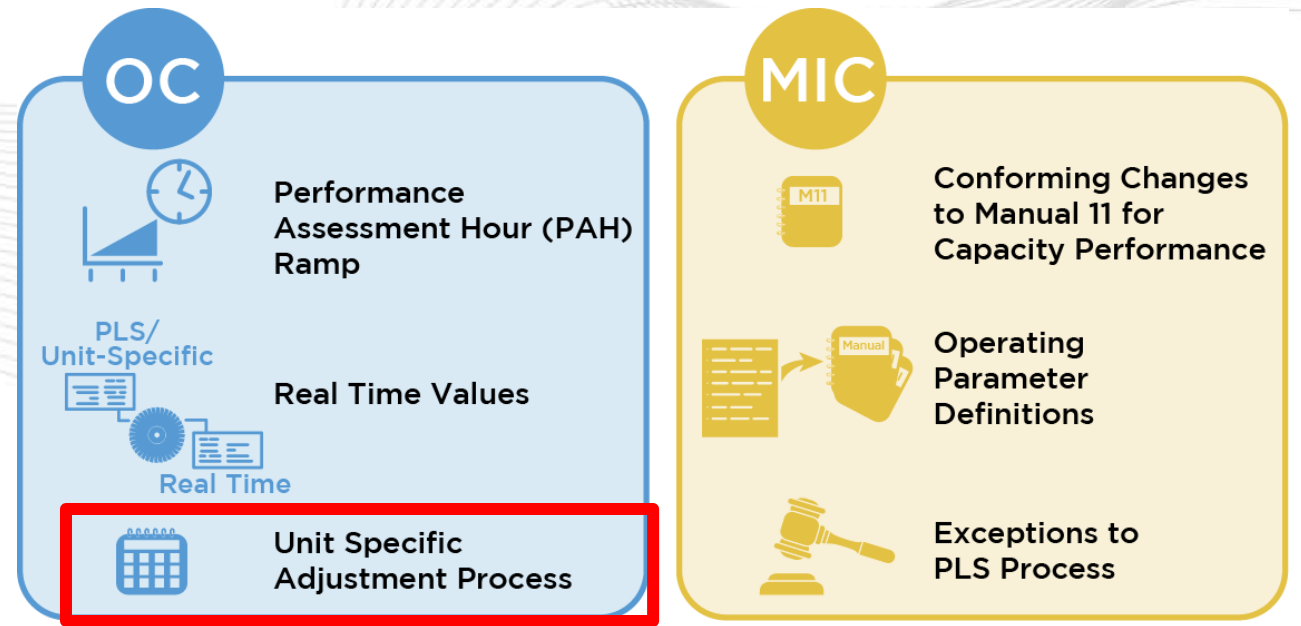 OC
Performance
Assessment Hour (PAH)
Ramp
PLS/
Unit-Specific
Real Time Values
Real Time
Unit Specific
Adjustment Process
MIC
M11
Conforming Changes
to Manual 11 for
Capacity Performance
Manual
Operating
Parameter
Definitions
Exceptions to
PLS Process